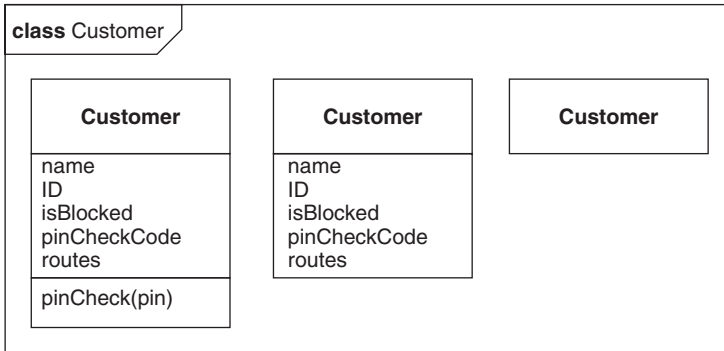 class Customer
Customer
name
ID
isBlocked
pinCheckCode
routes
pinCheck(pin)
Customer
name
ID
isBlocked
pinCheckCode
routes
Customer